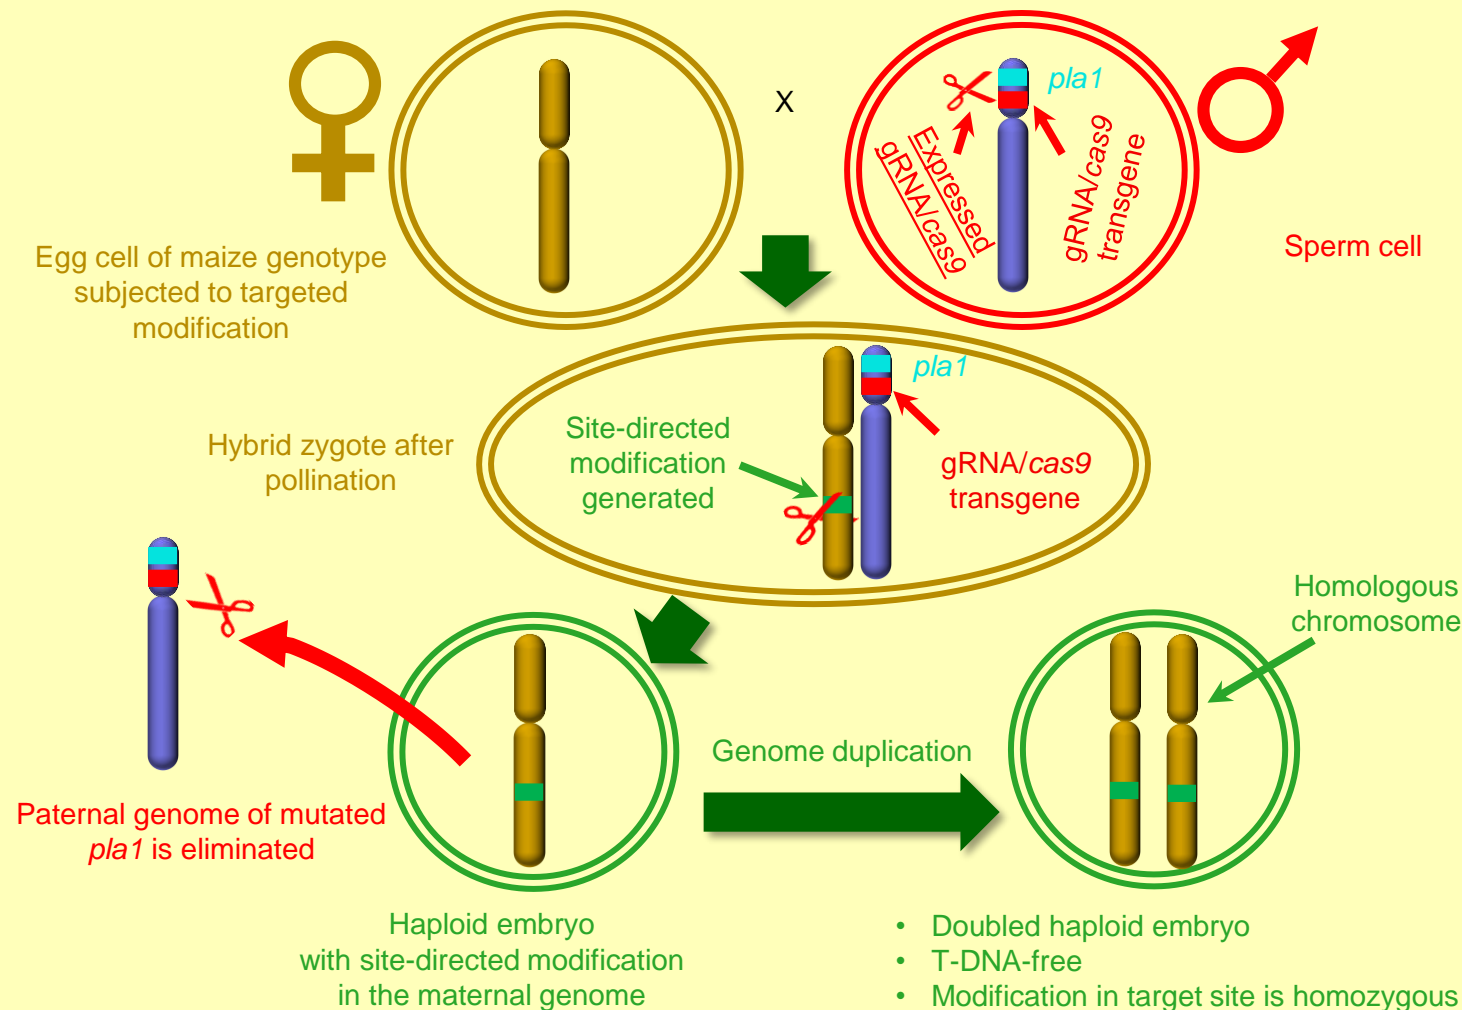 X
pla1
Expressed
gRNA/cas9
gRNA/cas9
transgene
Egg cell of maize genotype
subjected to targeted
modification
Sperm cell
pla1
Site-directed
modification
generated
Hybrid zygote after
pollination
gRNA/cas9
transgene
Homologous
chromosome
Genome duplication
Paternal genome of mutated
pla1 is eliminated
Haploid embryo
with site-directed modification
in the maternal genome
• Doubled haploid embryo
• T-DNA-free
• Modification in target site is homozygous